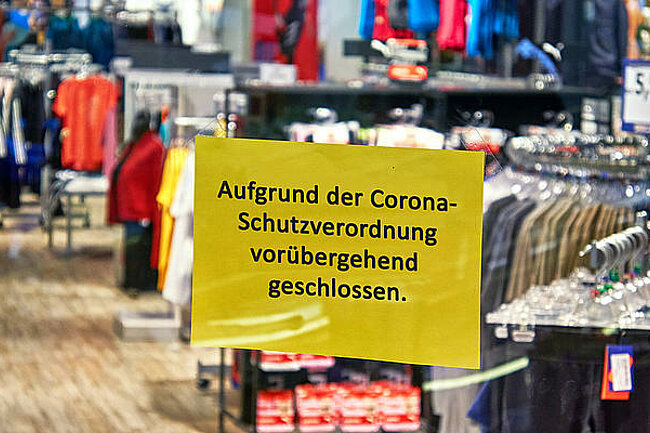 Aufgrund der Corona-
Schutzverordnung
vorübergehend
geschlossen.